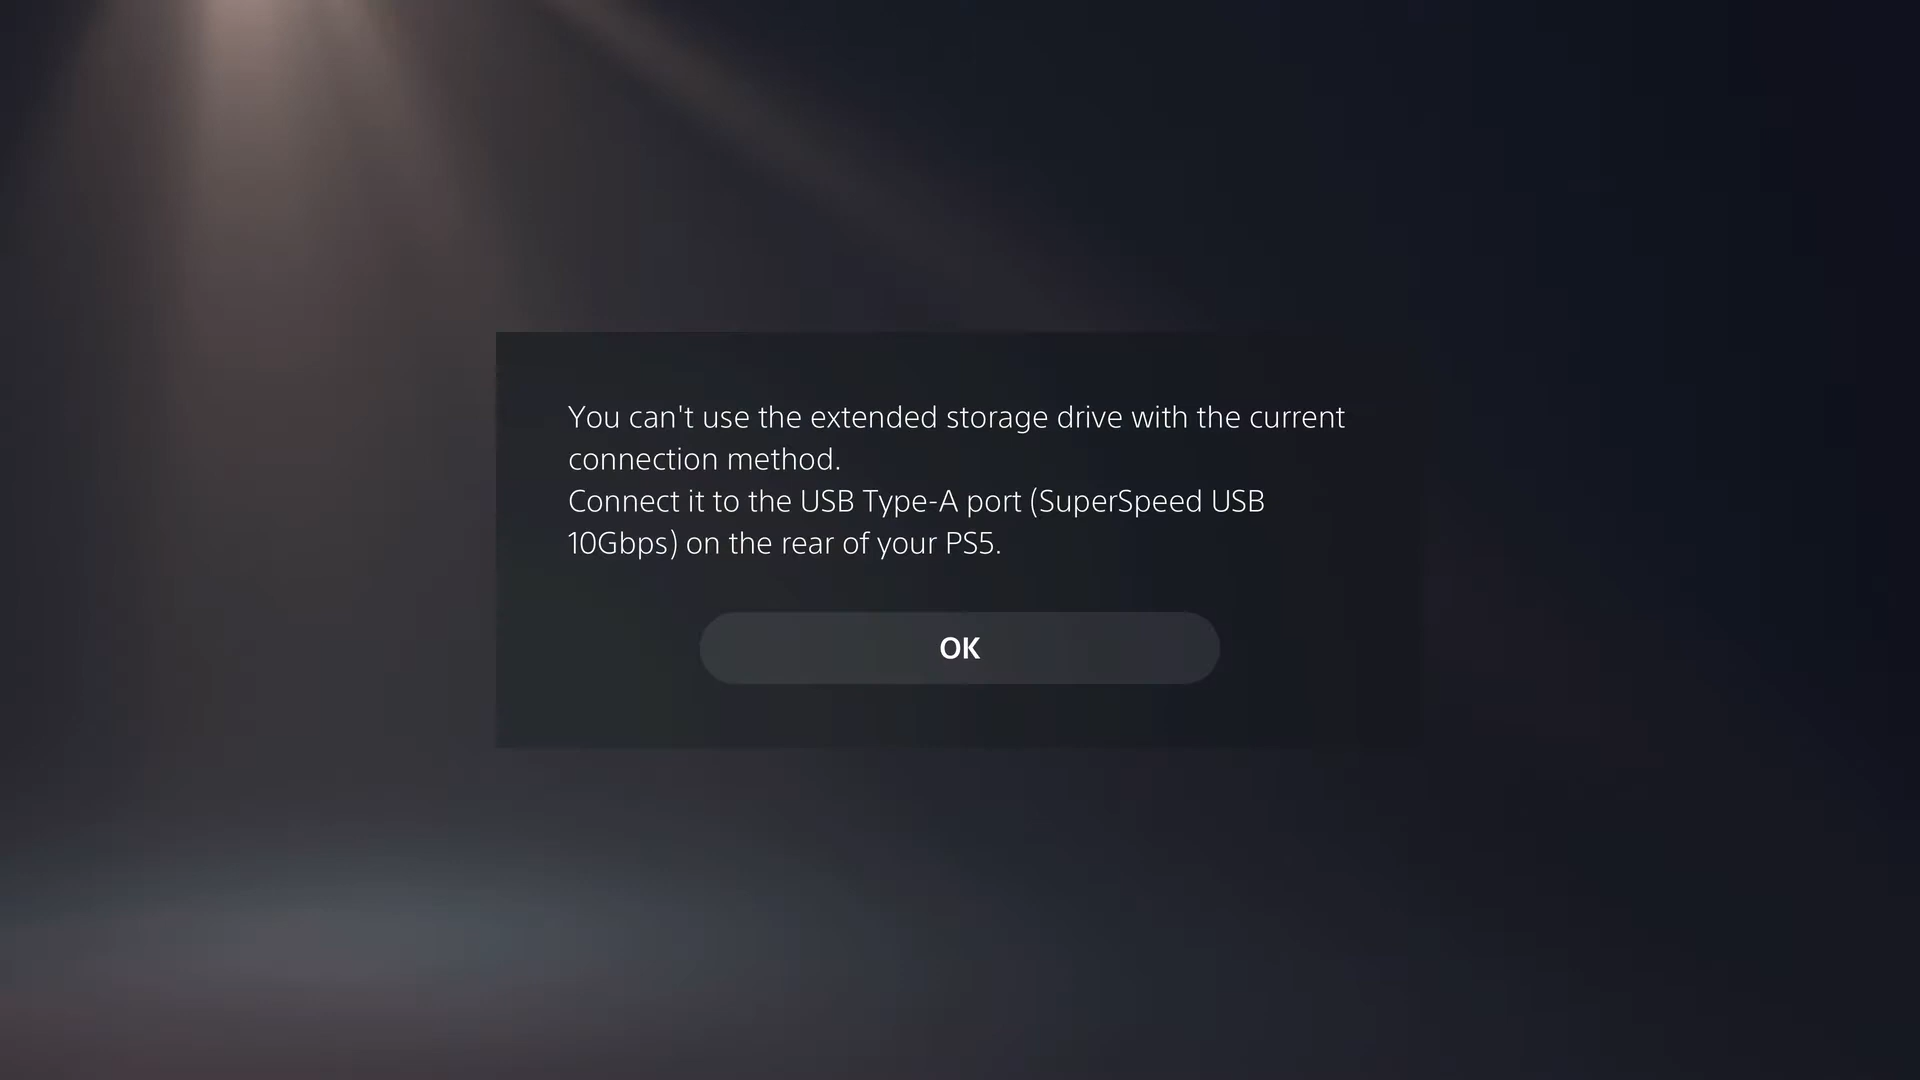 You can't use the extended storage drive with the current
connection method.
Connect it to the USB Type-A port (SuperSpeed USB
10Gbps) on the rear of your PS5.
OK